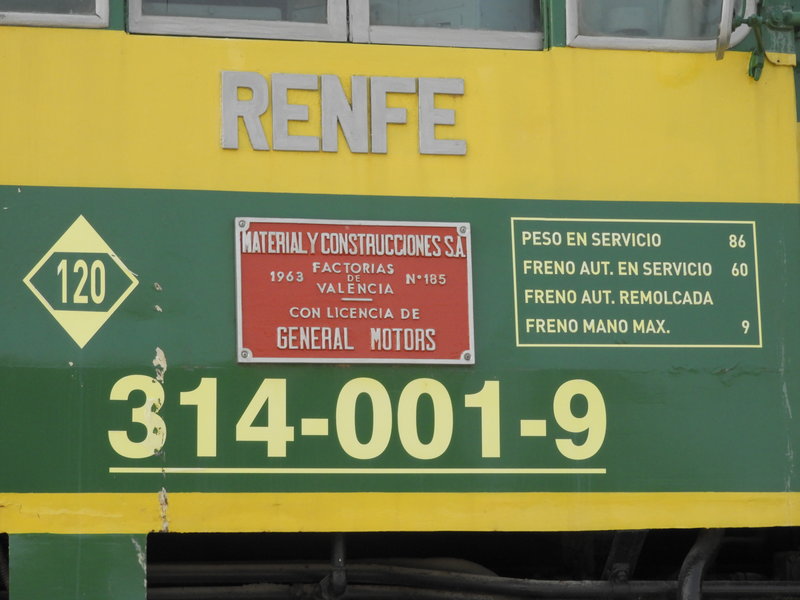 RENFE
120
MATERIAL Y CONSTRUCCIONES S.A.
1963 FACTORIAS DE VALENCIA Nº 185
CON LICENCIA DE
GENERAL MOTORS
PESO EN SERVICIO 86
FRENO AUT. EN SERVICIO 60
FRENO AUT. REMOLCADA
FRENO MANO MAX. 9
314-001-9